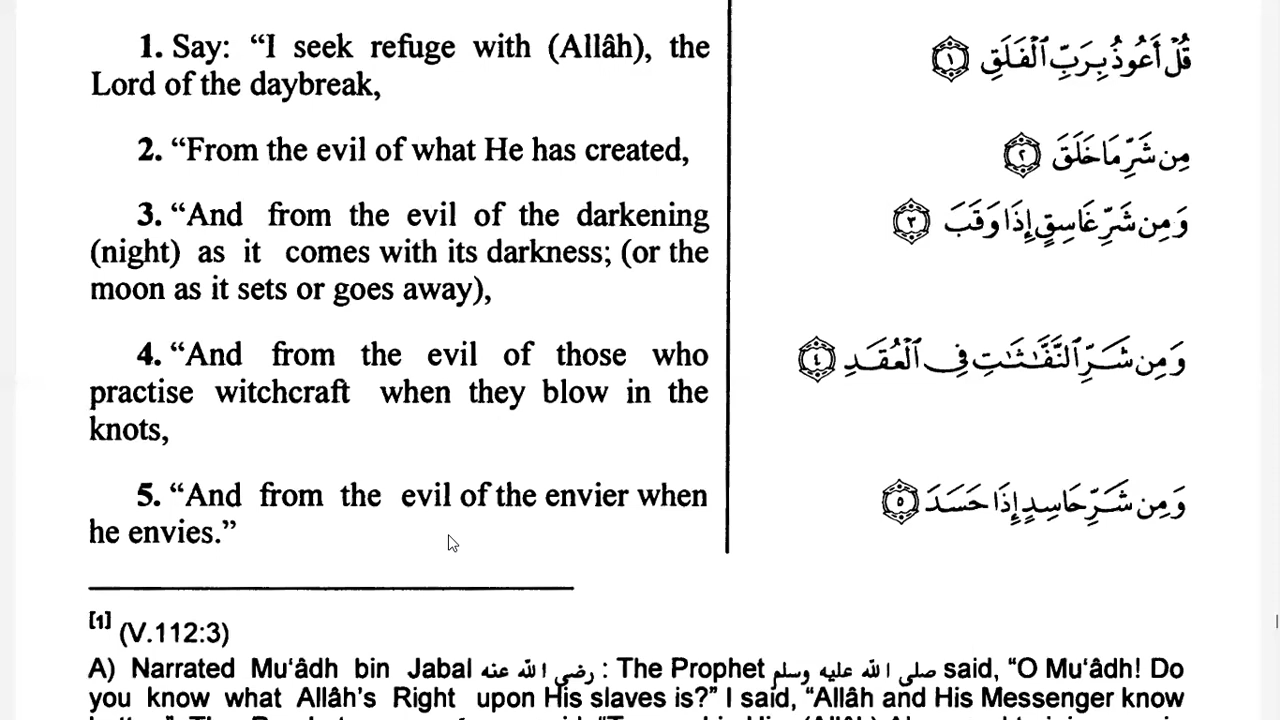 1. Say: “I seek refuge with (Allâh), the
Lord of the daybreak,
قُلْ أَعُوذُ بِرَبِّ ٱلْفَلَقِ ١
2. “From the evil of what He has created,
مِن شَرِّ مَا خَلَقَ ٢
3. “And from the evil of the darkening
(night) as it comes with its darkness; (or the
moon as it sets or goes away),
وَمِن شَرِّ غَاسِقٍ إِذَا وَقَبَ ٣
4. “And from the evil of those who
practise witchcraft when they blow in the
knots,
وَمِن شَرِّ ٱلنَّفَّـٰثَـٰتِ فِى ٱلْعُقَدِ ٤
5. “And from the evil of the envier when
he envies.”
وَمِن شَرِّ حَاسِدٍ إِذَا حَسَدَ ٥
[1] (V.112:3)
A) Narrated Mu‘âdh bin Jabal رضي الله عنه : The Prophet صلى الله عليه وسلم said, “O Mu‘âdh! Do
you know what Allâh’s Right upon His slaves is?” I said, “Allâh and His Messenger know